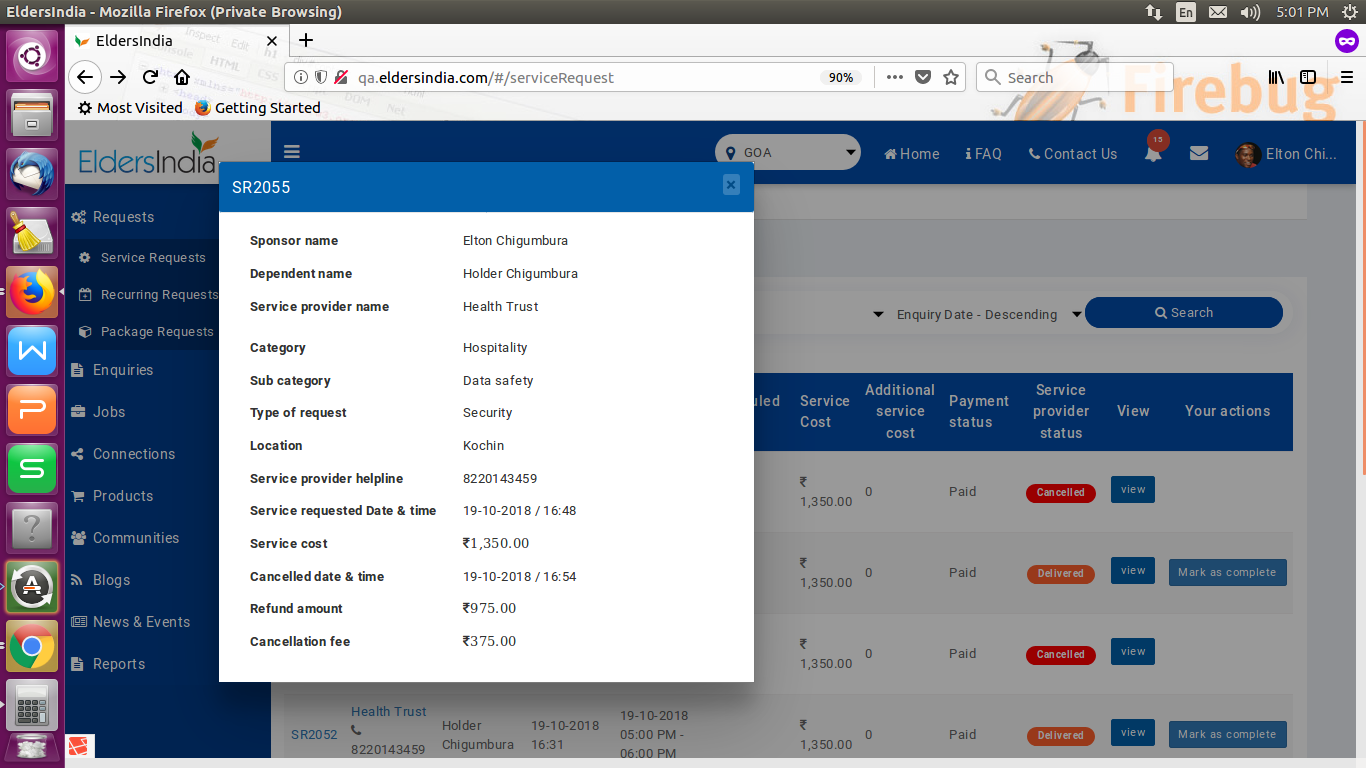 EldersIndia - Mozilla Firefox (Private Browsing)
En
5:01 PM
EldersIndia
Inspect Edit
qa.eldersindia.com/#/serviceRequest
90%
Search
Firebug
Most Visited
Getting Started
EldersIndia
GOA
Home
FAQ
Contact Us
15
Elton Chi...
Requests
Service Requests
Recurring Requests
Package Requests
Enquiries
Jobs
Connections
Products
Communities
Blogs
News & Events
Reports
SR2055
Sponsor name Elton Chigumbura
Dependent name Holder Chigumbura
Service provider name Health Trust
Category Hospitality
Sub category Data safety
Type of request Security
Location Kochin
Service provider helpline 8220143459
Service requested Date & time 19-10-2018 / 16:48
Service cost ₹1,350.00
Cancelled date & time 19-10-2018 / 16:54
Refund amount ₹975.00
Cancellation fee ₹375.00
Enquiry Date - Descending
Search
uled
Service Cost
Additional service cost
Payment status
Service provider status
View
Your actions
₹ 1,350.00 0 Paid Cancelled view
₹ 1,350.00 0 Paid Delivered view Mark as complete
₹ 1,350.00 0 Paid Cancelled view
SR2052 Health Trust 8220143459 Holder Chigumbura 19-10-2018 16:31 19-10-2018 05:00 PM - 06:00 PM ₹ 1,350.00 0 Paid Delivered view Mark as complete